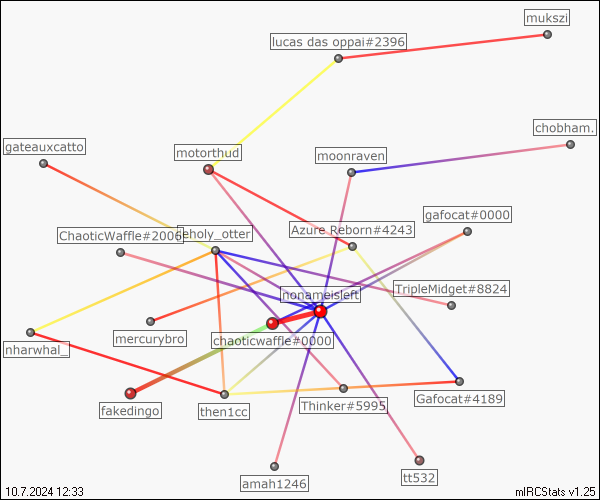 mukszi
lucas das oppai#2396
chobham.
gateauxcatto
motorthud
moonraven
gafocat#0000
ChaoticWaffle#2006
eholy_otter
Azure Reborn#4243
TripleMidget#8824
nonameisleft
mercurybro
chaoticwaffle#0000
nharwhal_
fakedingo
then1cc
Thinker#5995
Gafocat#4189
amah1246
tt532
10.7.2024 12:33
mIRCStats v1.25